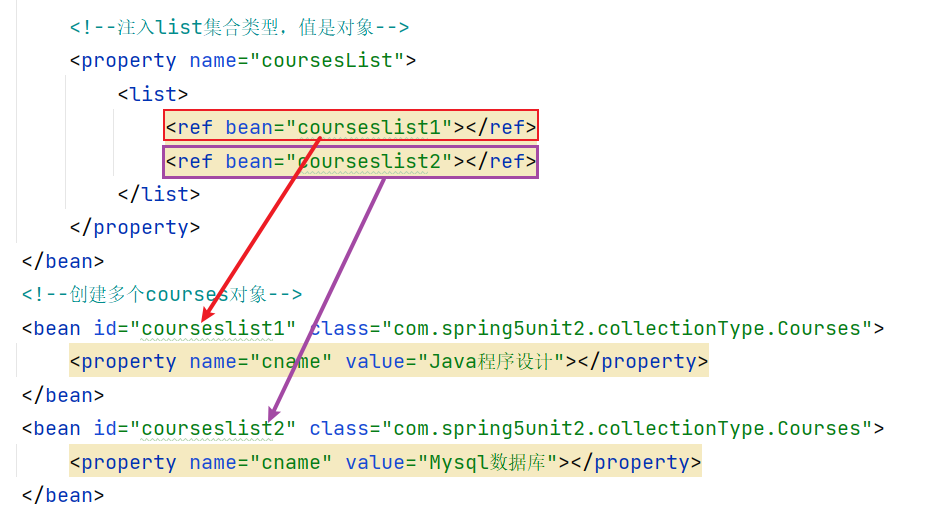 <!--注入list集合类型，值是对象-->
<property name="coursesList">
<list>
<ref bean="courseslist1"></ref>
<ref bean="courseslist2"></ref>
</list>
</property>
</bean>
<!--创建多个courses对象-->
<bean id="courseslist1" class="com.spring5unit2.collectionType.Courses">
<property name="cname" value="Java程序设计"></property>
</bean>
<bean id="courseslist2" class="com.spring5unit2.collectionType.Courses">
<property name="cname" value="Mysql数据库"></property>
</bean>